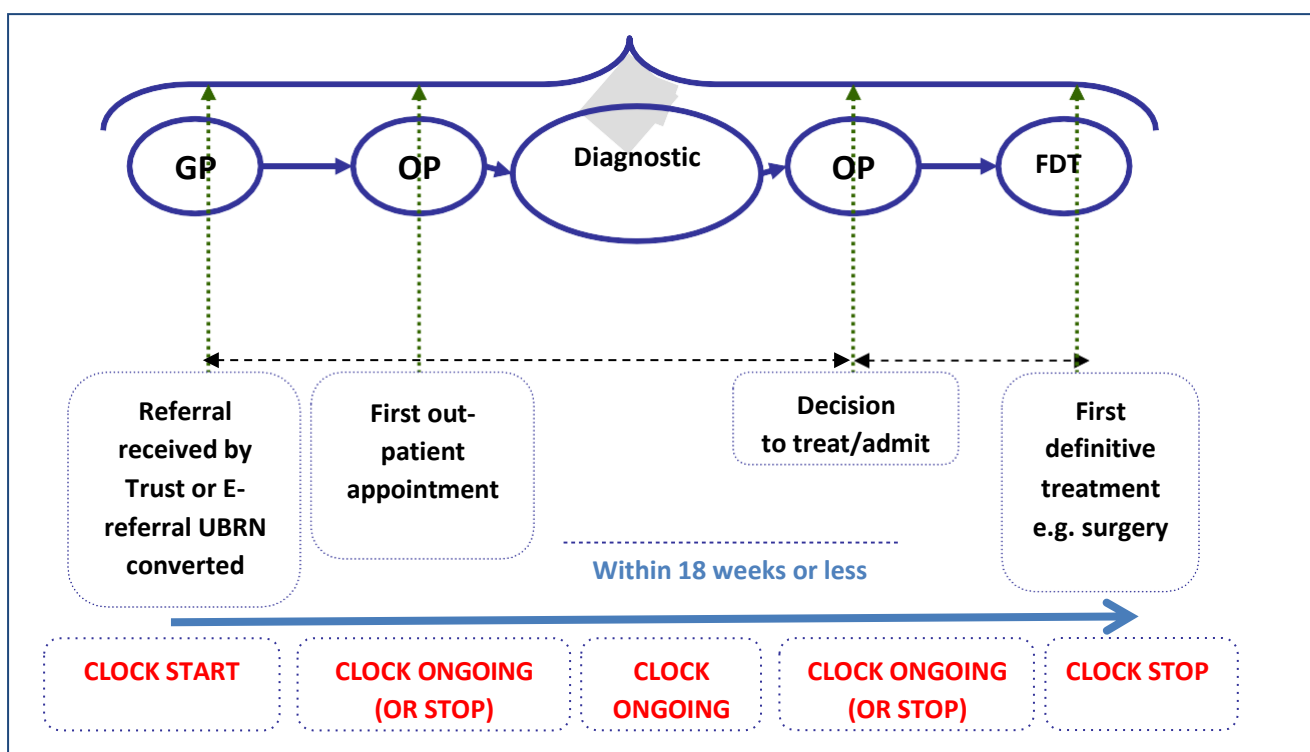 GP
OP
Diagnostic
OP
FDT
Referral
received by
Trust or E-
referral UBRN
converted
First out-
patient
appointment
Decision
to treat/admit
First
definitive
treatment
e.g. surgery
Within 18 weeks or less
CLOCK START
CLOCK ONGOING
(OR STOP)
CLOCK
ONGOING
CLOCK ONGOING
(OR STOP)
CLOCK STOP